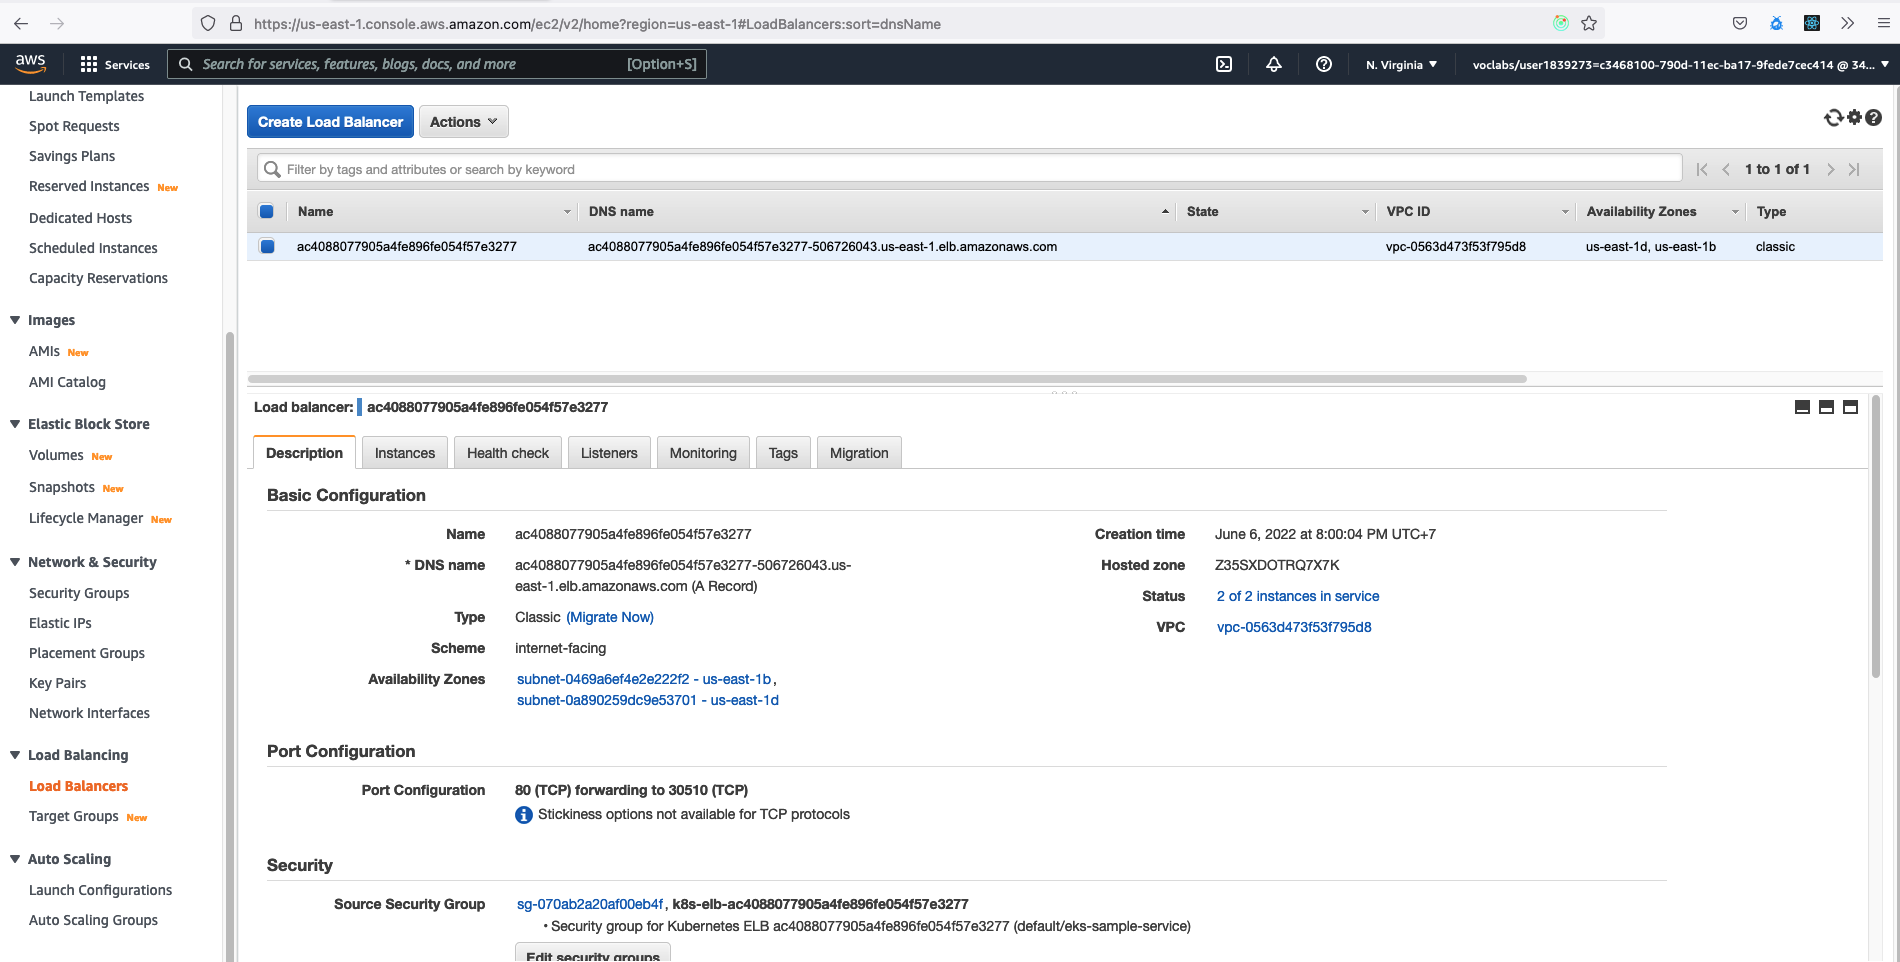 https://us-east-1.console.aws.amazon.com/ec2/v2/home?region=us-east-1#LoadBalancers:sort=dnsName
aws Services Search for services, features, blogs, docs, and more [Option+S] N. Virginia voclabs/user1839273=c3468100-790d-11ec-ba17-9fede7cec414 @ 34...
Launch Templates
Spot Requests
Savings Plans
Reserved Instances New
Dedicated Hosts
Scheduled Instances
Capacity Reservations
Images
AMIs New
AMI Catalog
Elastic Block Store
Volumes New
Snapshots New
Lifecycle Manager New
Network & Security
Security Groups
Elastic IPs
Placement Groups
Key Pairs
Network Interfaces
Load Balancing
Load Balancers
Target Groups New
Auto Scaling
Launch Configurations
Auto Scaling Groups
Create Load Balancer Actions
Filter by tags and attributes or search by keyword 1 to 1 of 1
Name DNS name State VPC ID Availability Zones Type
ac4088077905a4fe896fe054f57e3277 ac4088077905a4fe896fe054f57e3277-506726043.us-east-1.elb.amazonaws.com vpc-0563d473f53f795d8 us-east-1d, us-east-1b classic
Load balancer: ac4088077905a4fe896fe054f57e3277
Description Instances Health check Listeners Monitoring Tags Migration
Basic Configuration
Name ac4088077905a4fe896fe054f57e3277
* DNS name ac4088077905a4fe896fe054f57e3277-506726043.us-
east-1.elb.amazonaws.com (A Record)
Type Classic (Migrate Now)
Scheme internet-facing
Availability Zones subnet-0469a6ef4e2e222f2 - us-east-1b,
subnet-0a890259dc9e53701 - us-east-1d
Creation time June 6, 2022 at 8:00:04 PM UTC+7
Hosted zone Z35SXDOTRQ7X7K
Status 2 of 2 instances in service
VPC vpc-0563d473f53f795d8
Port Configuration
Port Configuration 80 (TCP) forwarding to 30510 (TCP)
Stickiness options not available for TCP protocols
Security
Source Security Group sg-070ab2a20af00eb4f, k8s-elb-ac4088077905a4fe896fe054f57e3277
• Security group for Kubernetes ELB ac4088077905a4fe896fe054f57e3277 (default/eks-sample-service)
Edit security groups